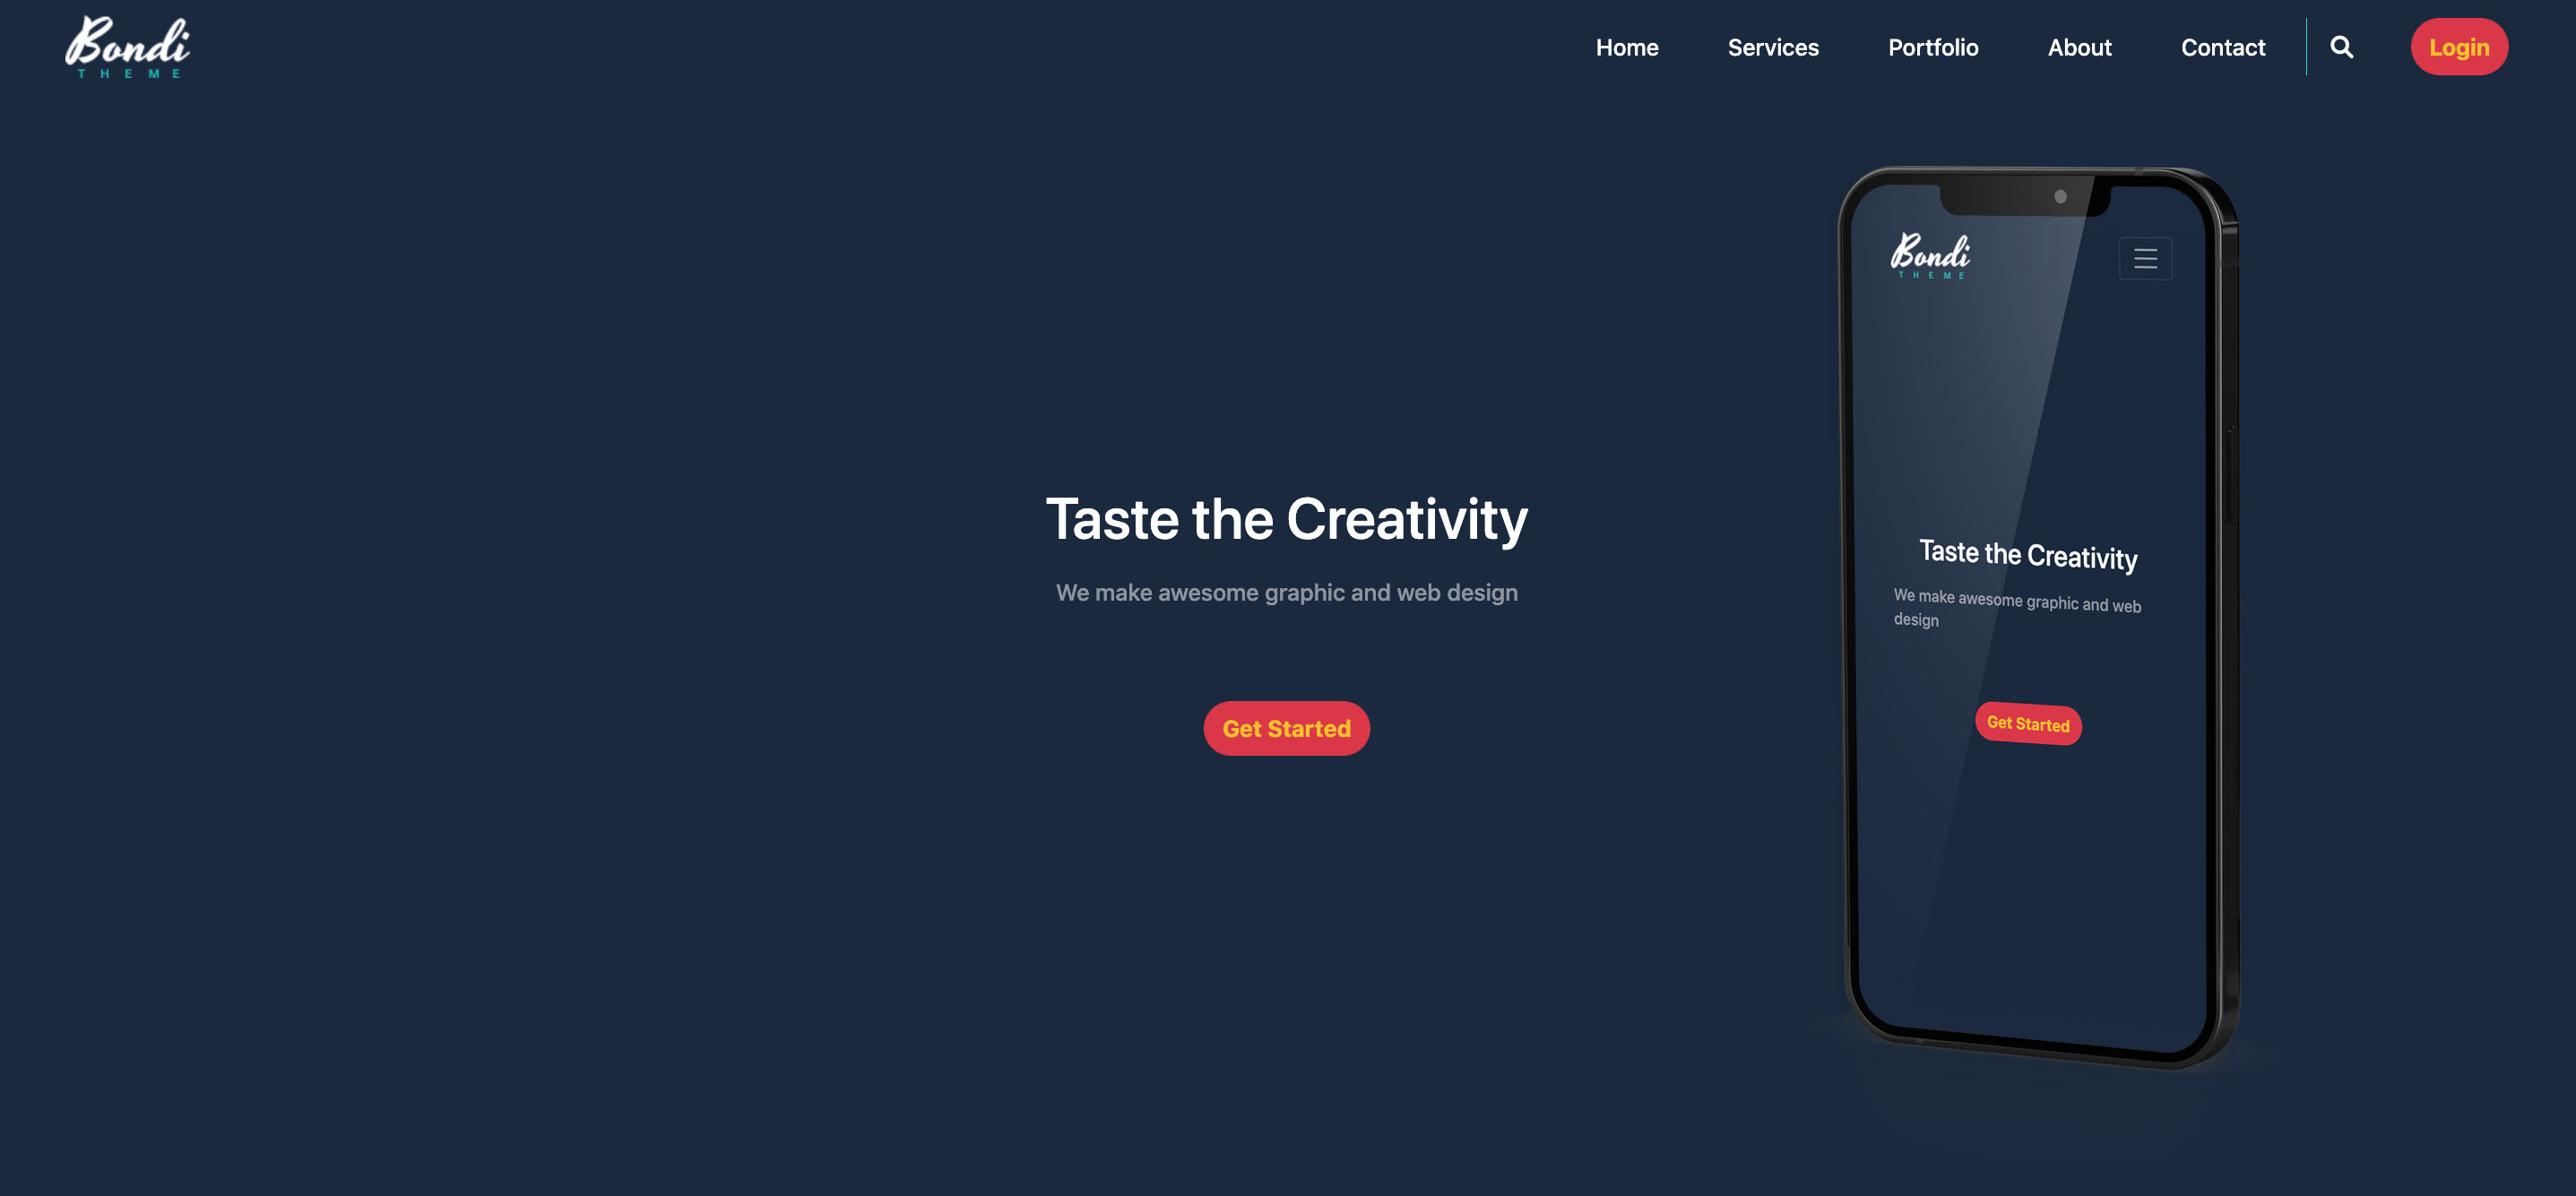 Bondi
THEME
Home Services Portfolio About Contact Login
Taste the Creativity
We make awesome graphic and web design
Get Started
Bondi
THEME
Taste the Creativity
We make awesome graphic and web
design
Get Started